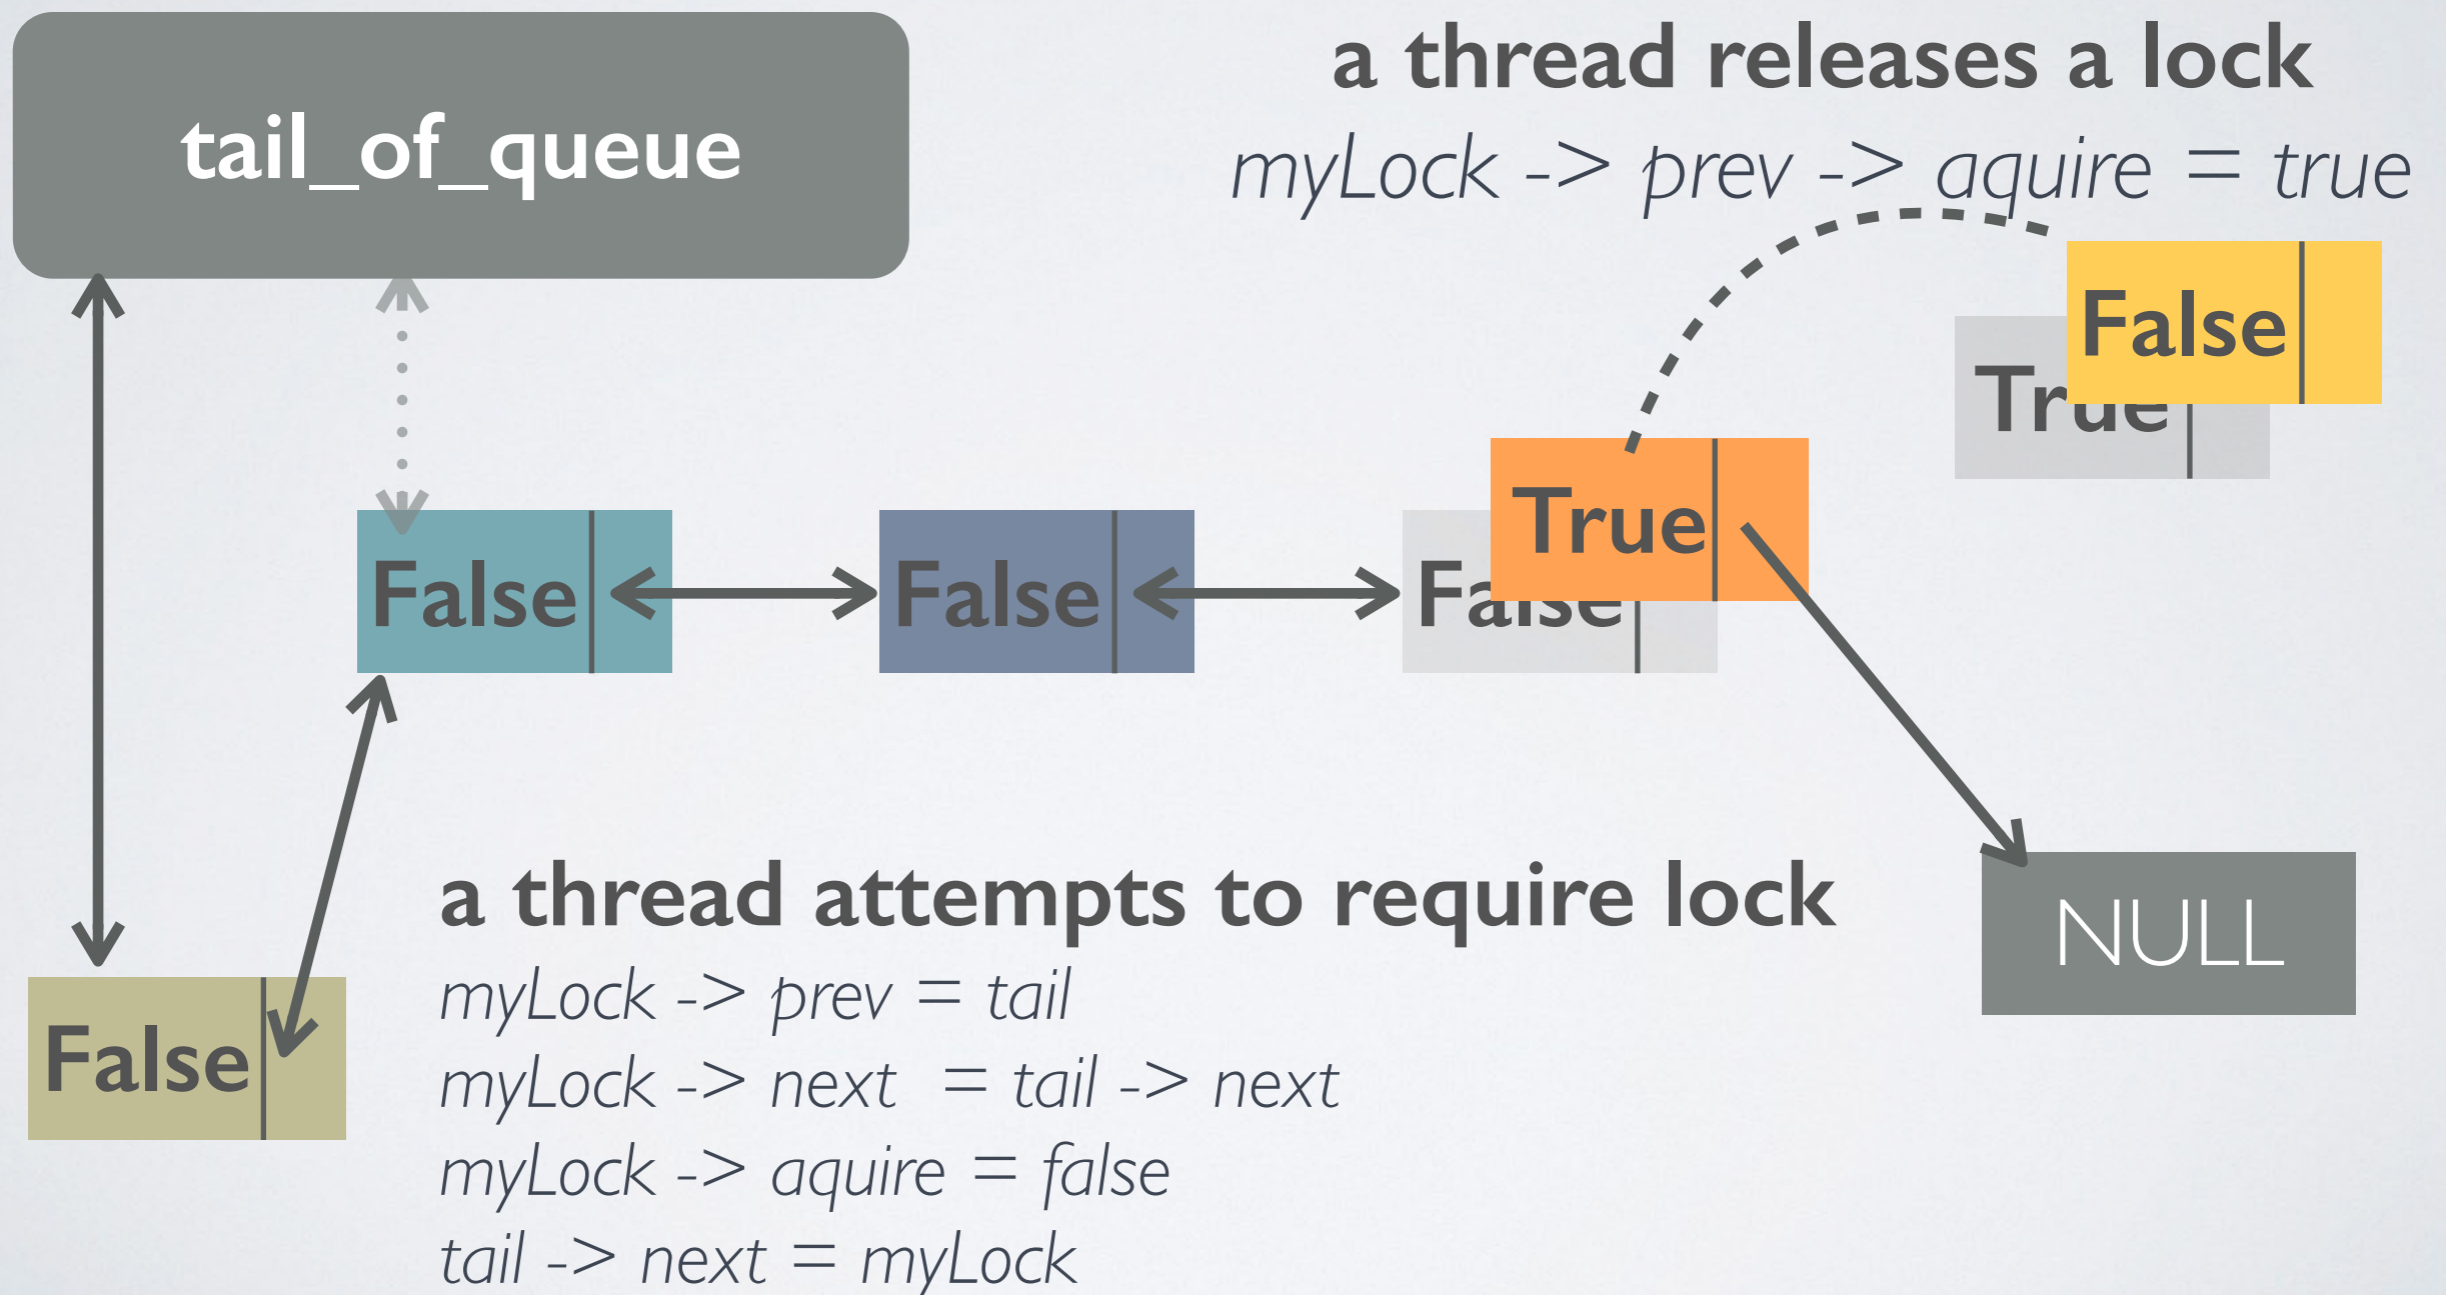 tail_of_queue
a thread releases a lock
myLock -> prev -> aquire = true
False
True
True
False
False
False
False
a thread attempts to require lock
myLock -> prev = tail
myLock -> next = tail -> next
myLock -> aquire = false
tail -> next = myLock
NULL